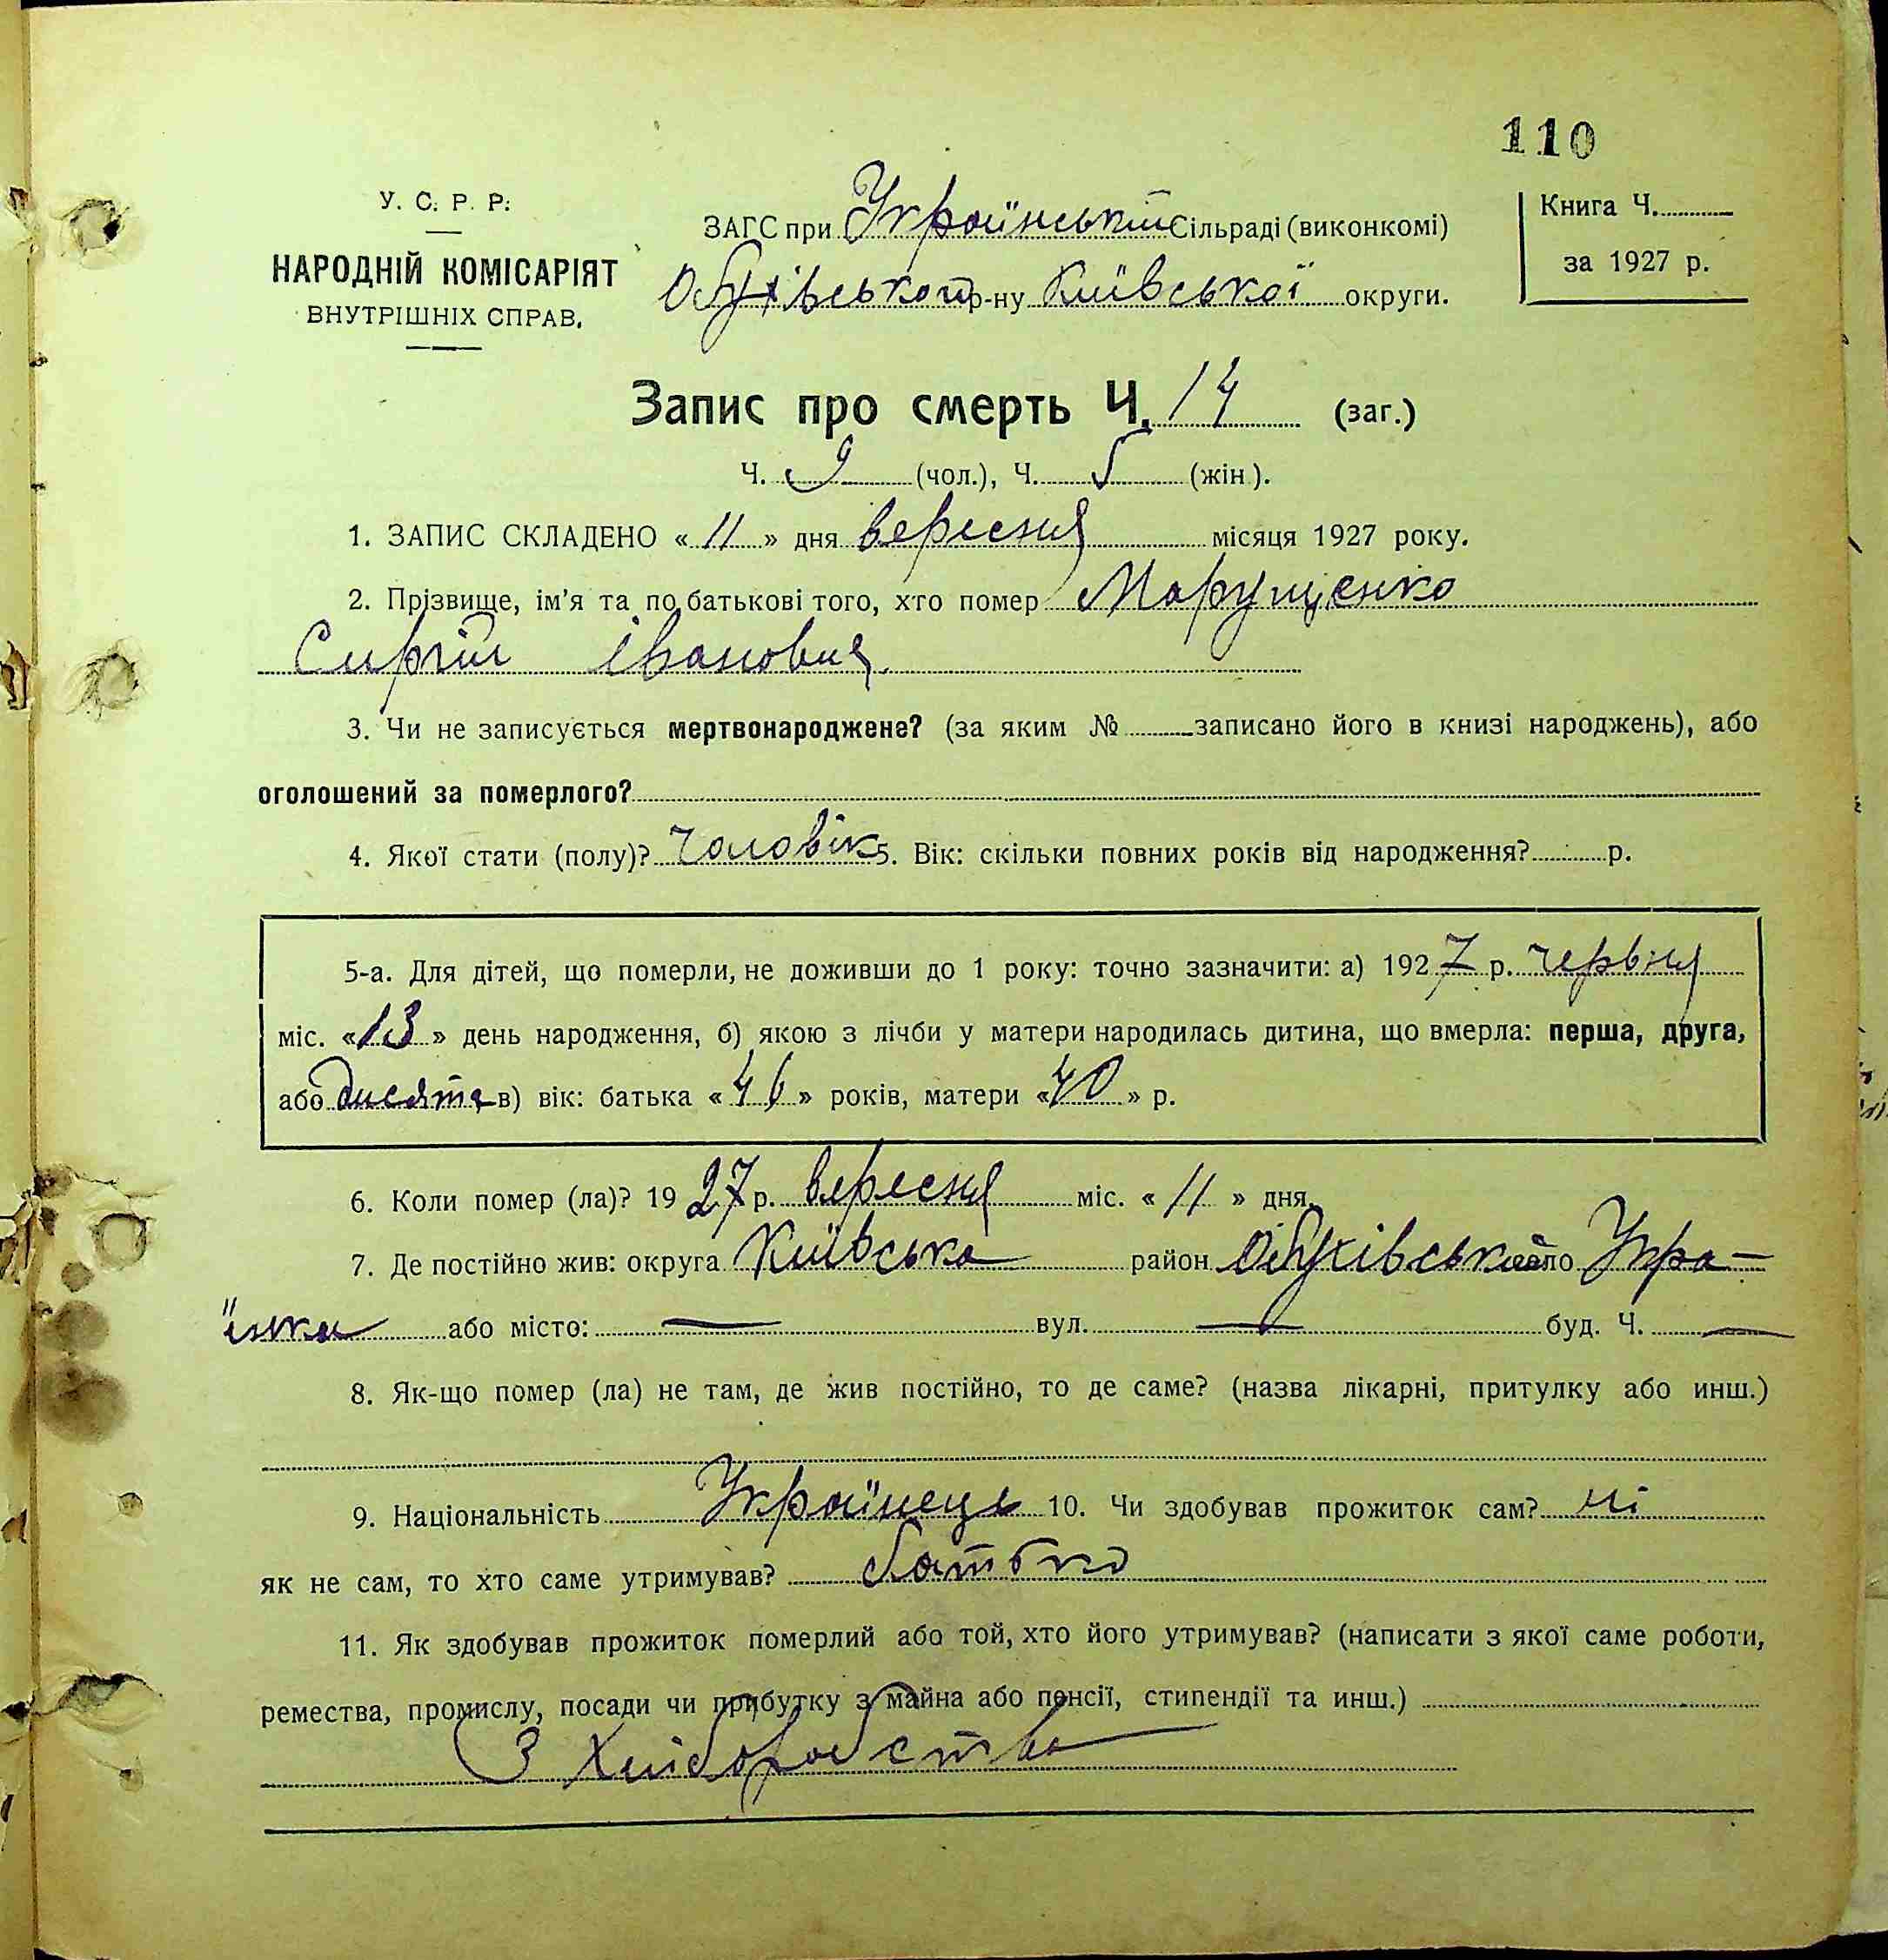 110
У. С. Р. Р.
НАРОДНІЙ КОМІСАРІЯТ
ВНУТРІШНІХ СПРАВ.
ЗАГС при Українській Сільраді (виконкомі)
Обухівського р-ну Київської округи.
Книга Ч.
за 1927 р.
Запис про смерть Ч. 14 (заг.)
Ч. 9 (чол.), Ч. 5 (жін.).
1. ЗАПИС СКЛАДЕНО « 11 » дня вересня місяця 1927 року.
2. Прізвище, ім'я та по батькові того, хто помер Марущенко
Сиргій Іванович
3. Чи не записується мертвонароджене? (за яким № записано його в книзі народжень), або
оголошений за померлого?
4. Якої стати (полу)? чоловік 5. Вік: скільки повних років від народження? р.
5-а. Для дітей, що померли, не доживши до 1 року: точно зазначити: а) 1927 р. червня
міс. « 13 » день народження, б) якою з лічби у матери народилась дитина, що вмерла: перша, друга,
або дисята в) вік: батька « 46 » років, матери « 40 » р.
6. Коли помер (ла)? 1927 р. вересня міс. « 11 » дня.
7. Де постійно жив: округа Київська район Обухівський село Укра-
їнка або місто: — вул. — буд. Ч. —
8. Як-що помер (ла) не там, де жив постійно, то де саме? (назва лікарні, притулку або инш.)
9. Національність Українець 10. Чи здобував прожиток сам? ні
як не сам, то хто саме утримував? батько
11. Як здобував прожиток померлий або той, хто його утримував? (написати з якої саме роботи,
ремества, промислу, посади чи прибутку з майна або пенсії, стипендії та инш.)
З Хліборобства